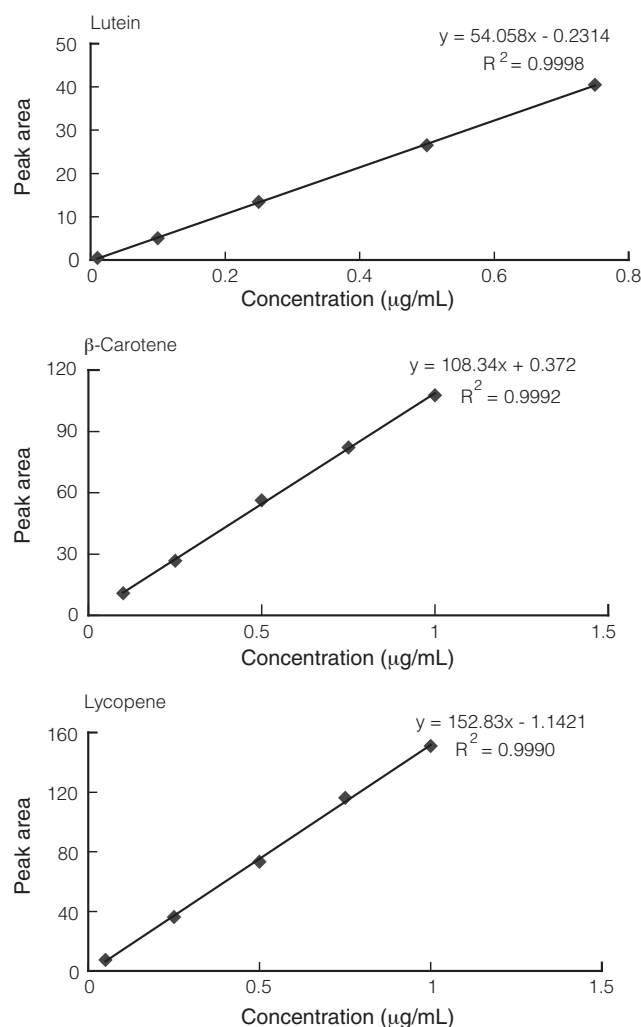 Lutein
y = 54.058x - 0.2314
R² = 0.9998
50
40
30
20
10
0
Peak area
0 0.2 0.4 0.6 0.8
Concentration (µg/mL)
β-Carotene
y = 108.34x + 0.372
R² = 0.9992
120
90
60
30
0
Peak area
0 0.5 1 1.5
Concentration (µg/mL)
Lycopene
y = 152.83x - 1.1421
R² = 0.9990
160
120
80
40
0
Peak area
0 0.5 1 1.5
Concentration (µg/mL)